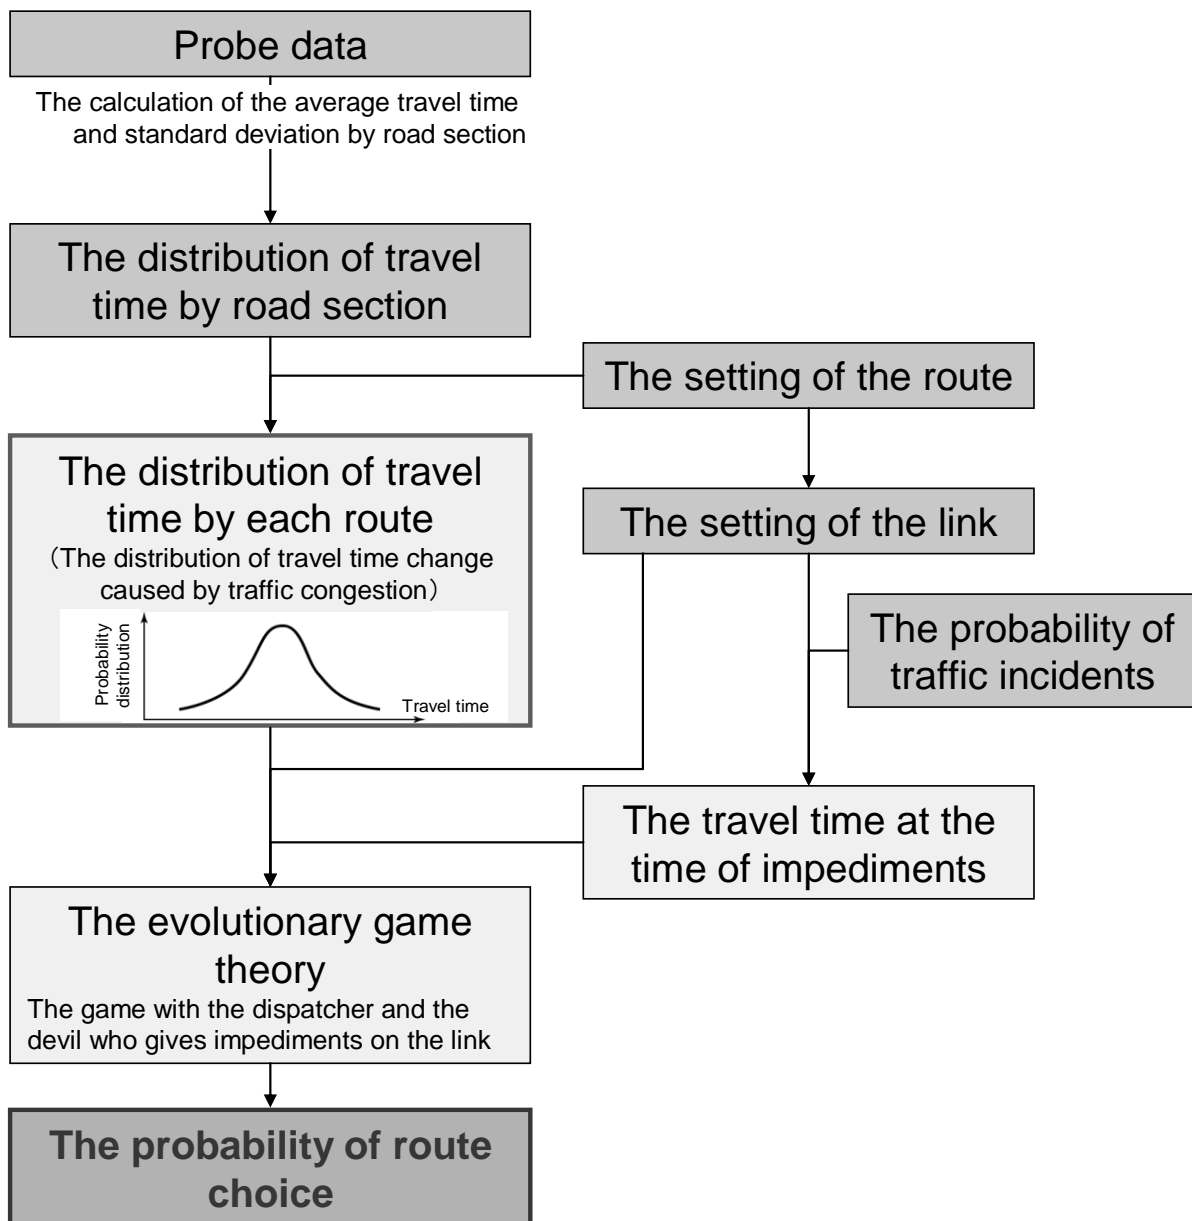 Probe data
The calculation of the average travel time
and standard deviation by road section
The distribution of travel
time by road section
The setting of the route
The distribution of travel
time by each route
（The distribution of travel time change
caused by traffic congestion）
Probability
distribution
Travel time
The setting of the link
The probability of
traffic incidents
The travel time at the
time of impediments
The evolutionary game
theory
The game with the dispatcher and the
devil who gives impediments on the link
The probability of route
choice